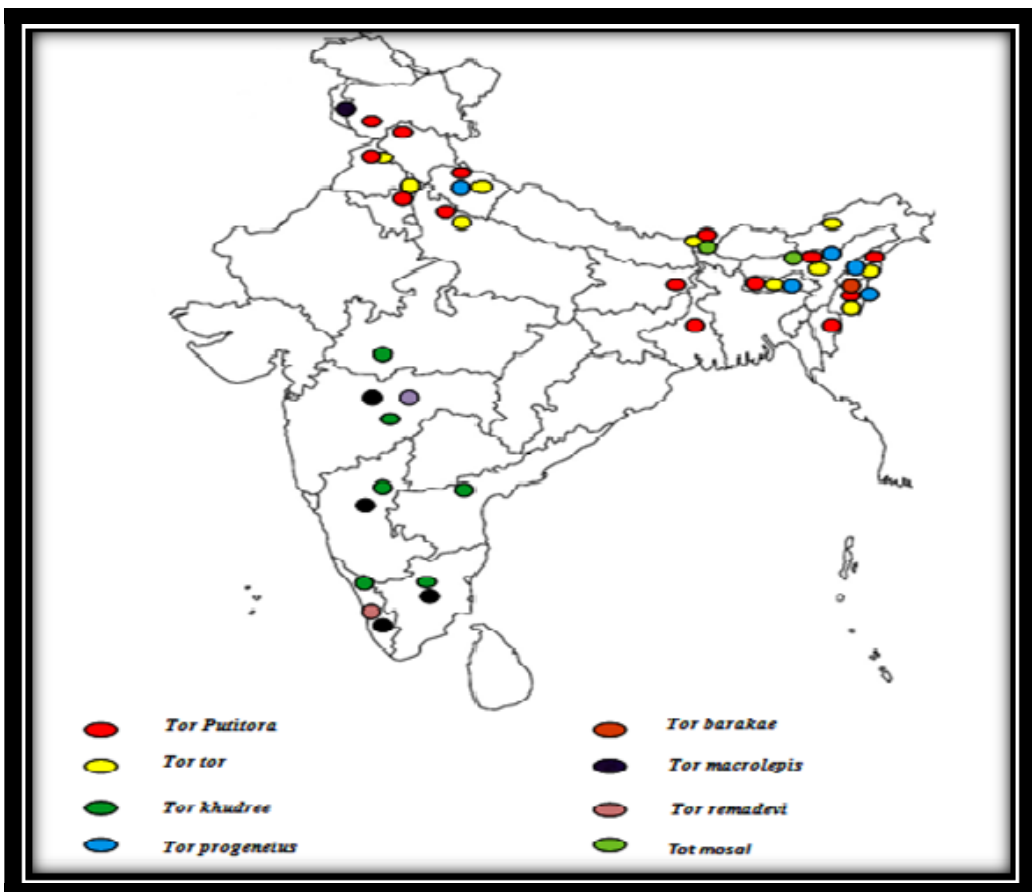 Tor Putitora
Tor tor
Tor khudree
Tor progeneius
Tor barakae
Tor macrolepis
Tor remadevi
Tot mosal